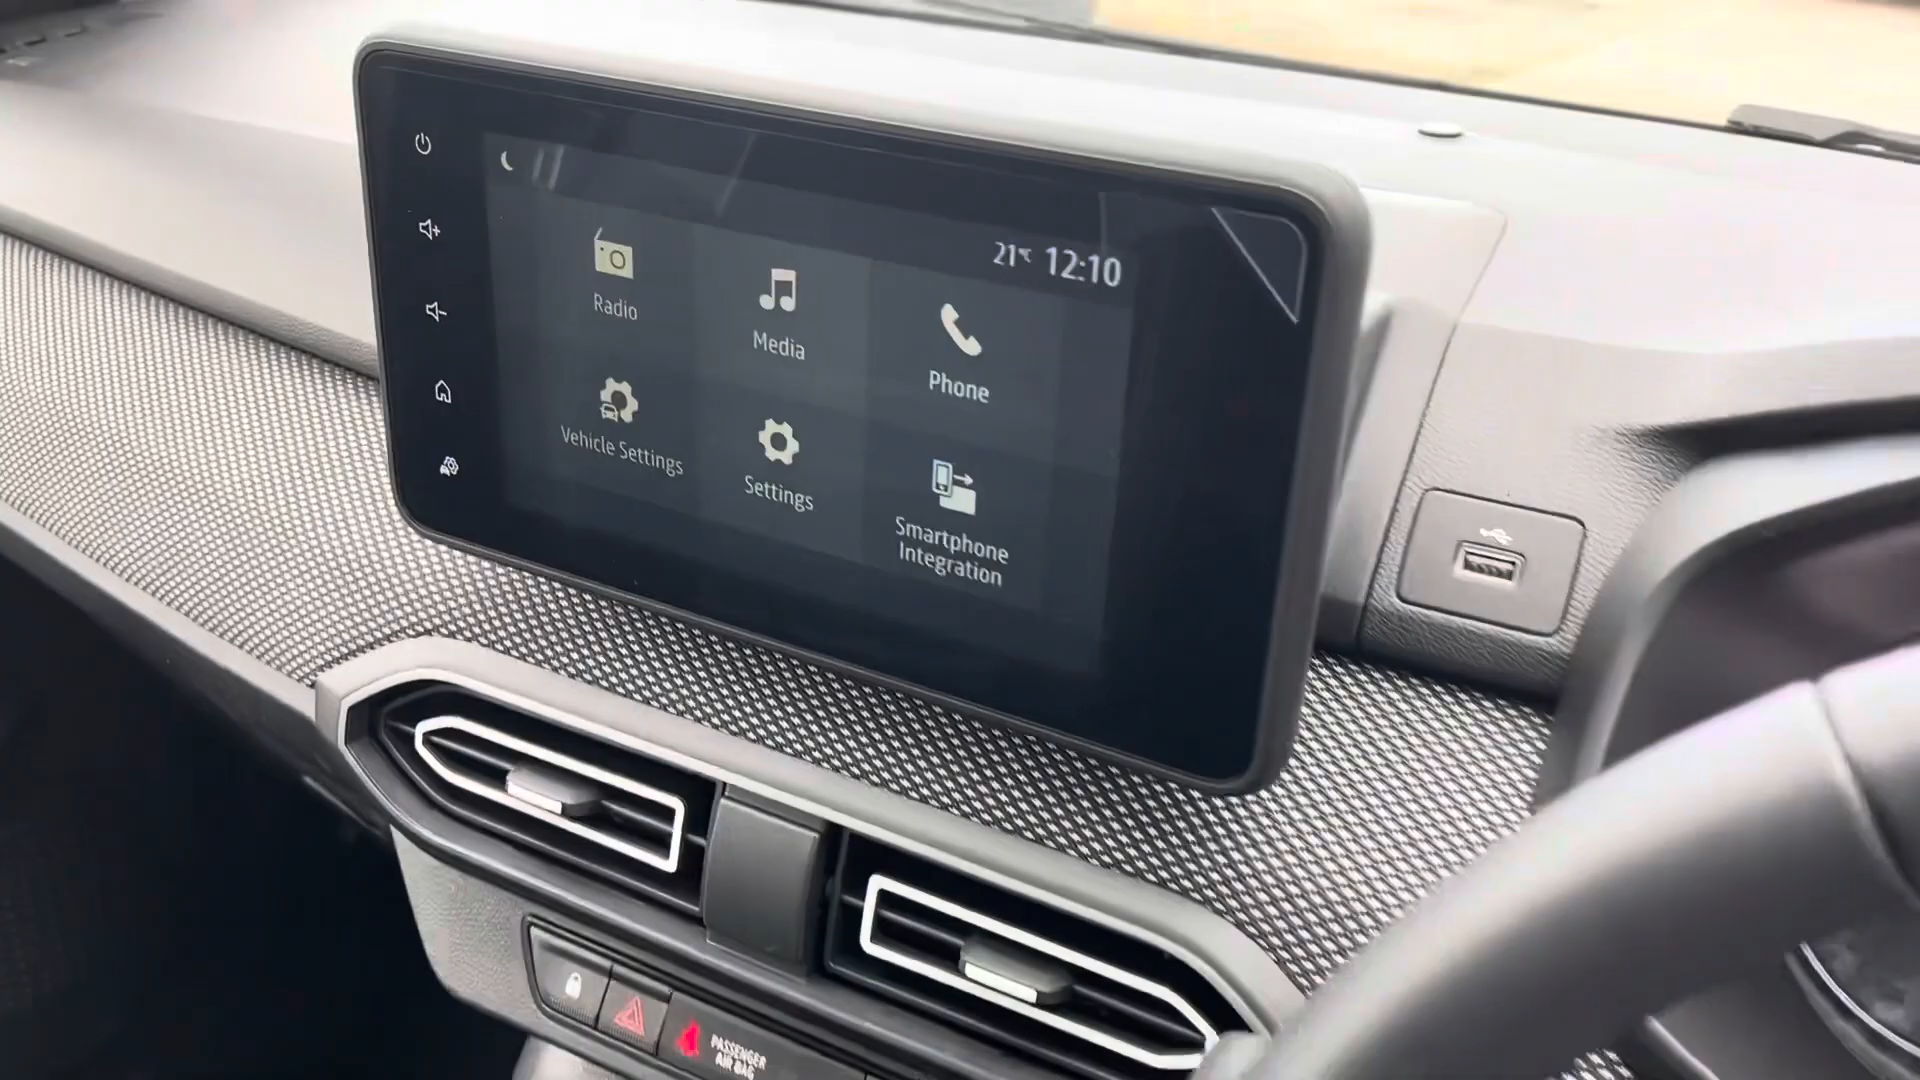 21°C 12:10
Radio
Media
Phone
Vehicle Settings
Settings
Smartphone
Integration
PASSENGER
AIR BAG